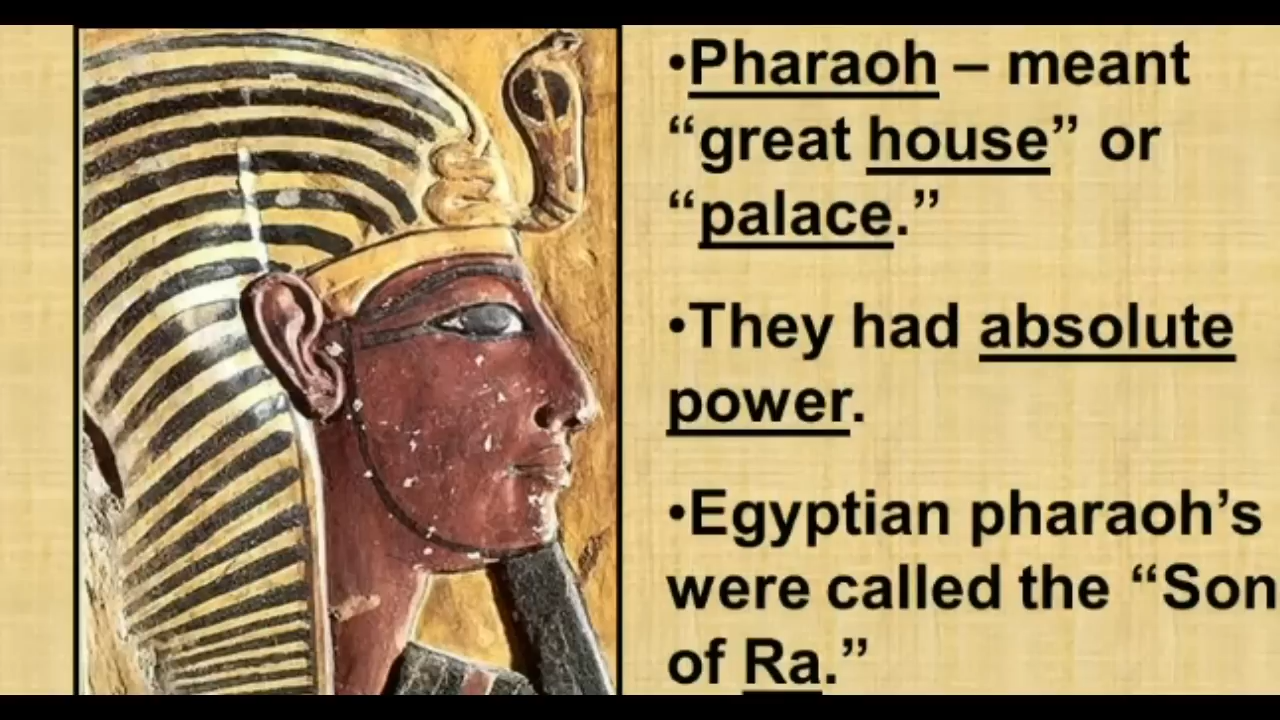 •Pharaoh – meant
“great house” or
“palace.”
•They had absolute
power.
•Egyptian pharaoh’s
were called the “Son
of Ra.”